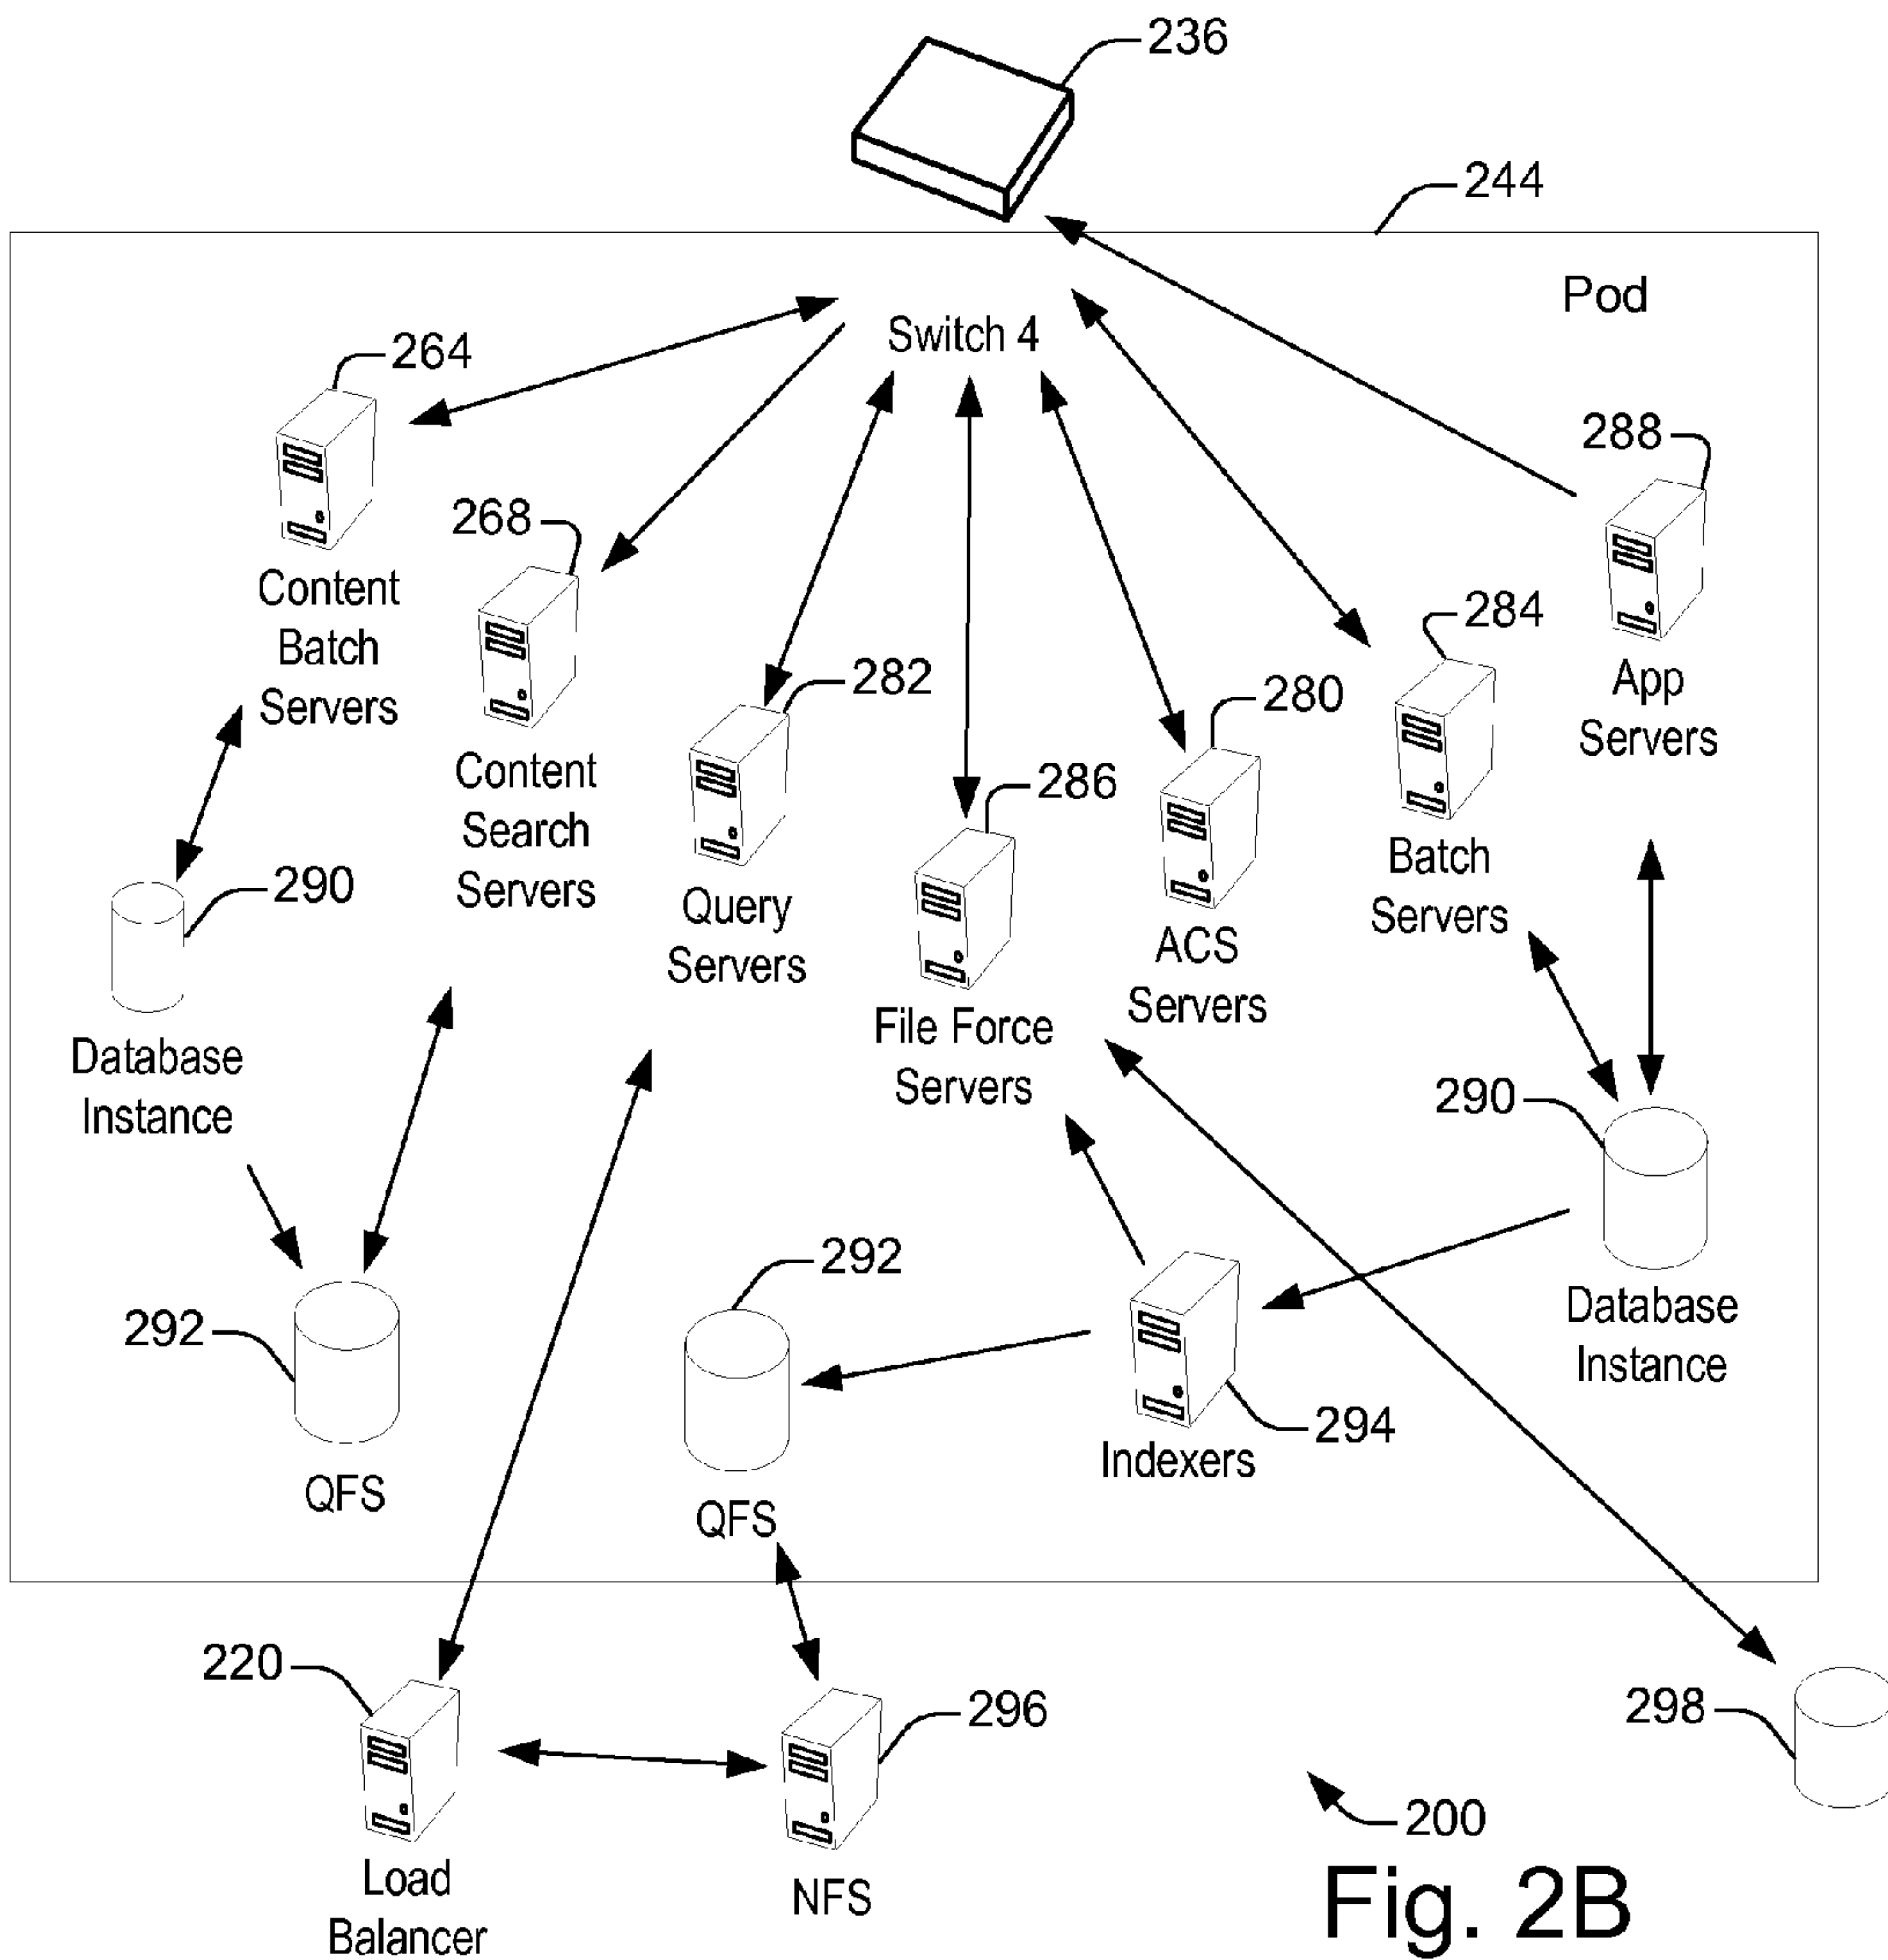 236
244
Pod
Switch 4
264
288
268
Content
Batch
Servers
284
App
Servers
282
280
Content
Search
Servers
286
Batch
Servers
290
Query
Servers
ACS
Servers
File Force
Servers
Database
Instance
290
292
292
Database
Instance
294
Indexers
QFS
QFS
220
296
298
200
Load
Balancer
NFS
Fig. 2B